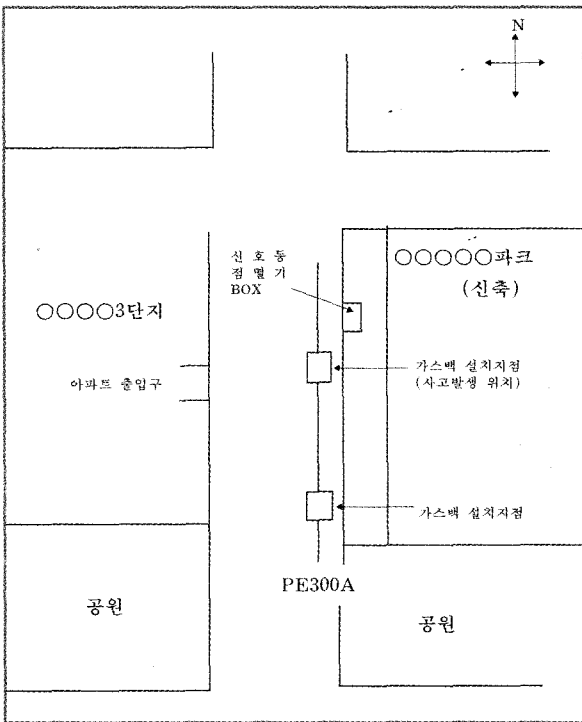 N
신 호 등
점 멸 기
BOX
○○○○○파크
(신축)
○○○○3단지
아파트 출입구
가스백 설치지점
(사고발생 위치)
가스백 설치지점
PE300A
공원
공원